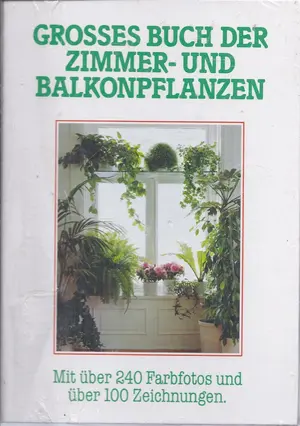 GROSSES BUCH DER
ZIMMER- UND
BALKONPFLANZEN
Mit über 240 Farbfotos und
über 100 Zeichnungen.